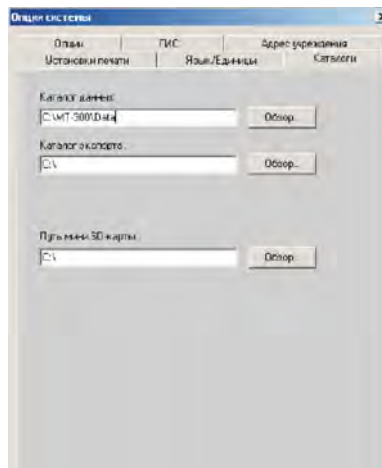 Опции системы
Опции ГИС Адрес учреждения
Установки печати Язык/Единицы Каталоги
Каталог данных:
C:\MT-300\Data Обзор...
Каталог экспорта:
C:\ Обзор...
Путь мини SD-карты:
C:\ Обзор...